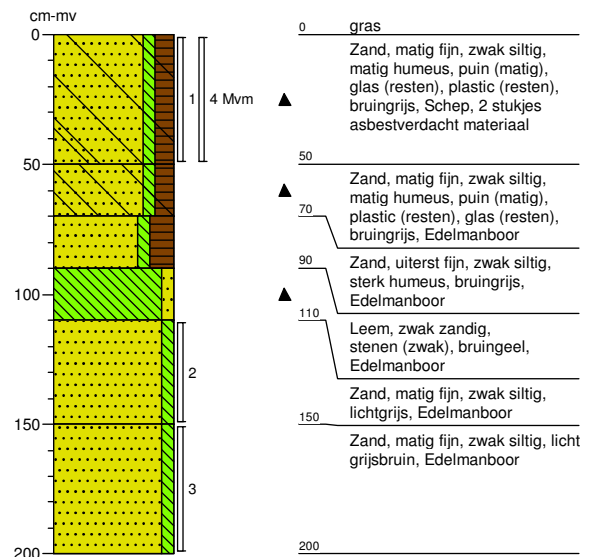 cm-mv
0
50
100
150
200
1
4 Mvm
2
3
0 gras
Zand, matig fijn, zwak siltig,
matig humeus, puin (matig),
glas (resten), plastic (resten),
bruingrijs, Schep, 2 stukjes
asbestverdacht materiaal
50
Zand, matig fijn, zwak siltig,
matig humeus, puin (matig),
plastic (resten), glas (resten),
bruingrijs, Edelmanboor
70
Zand, uiterst fijn, zwak siltig,
sterk humeus, bruingrijs,
Edelmanboor
90
Leem, zwak zandig,
stenen (zwak), bruingeel,
Edelmanboor
110
Zand, matig fijn, zwak siltig,
lichtgrijs, Edelmanboor
150
Zand, matig fijn, zwak siltig, licht
grijsbruin, Edelmanboor
200